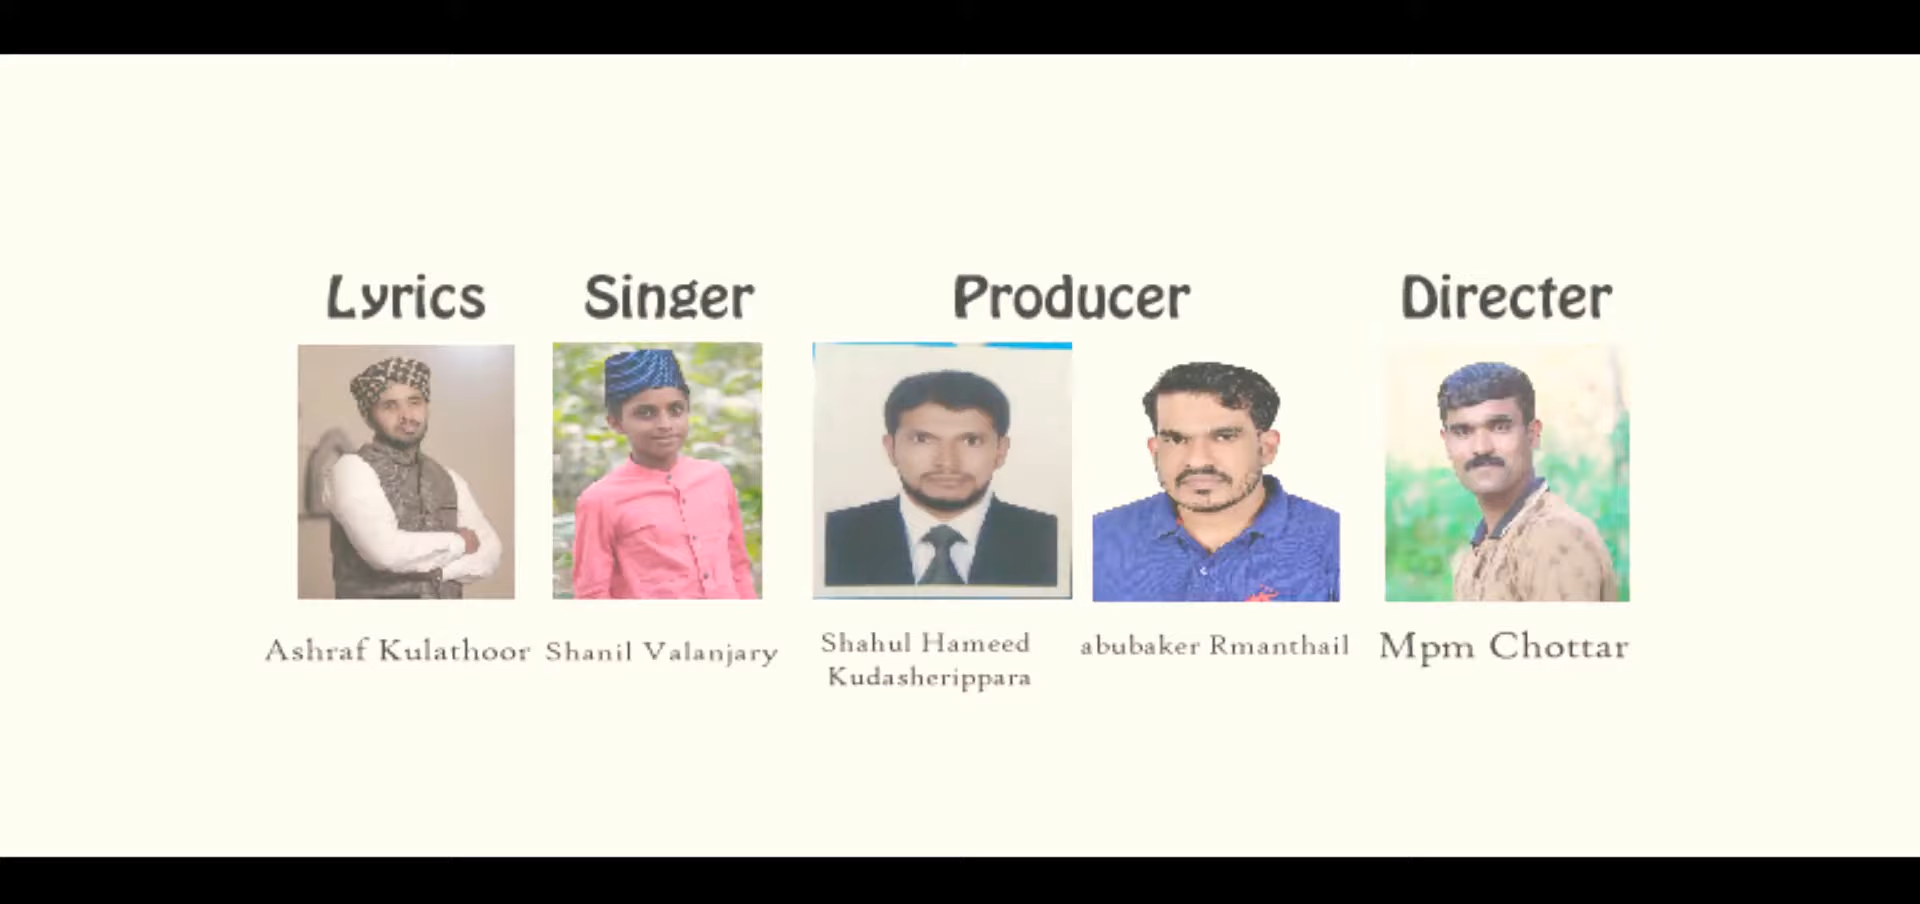 Lyrics Singer Producer Directer
Ashraf Kulathoor Shanil Valanjary Shahul Hameed abubaker Rmanthail Mpm Chottar
Kudasherippara